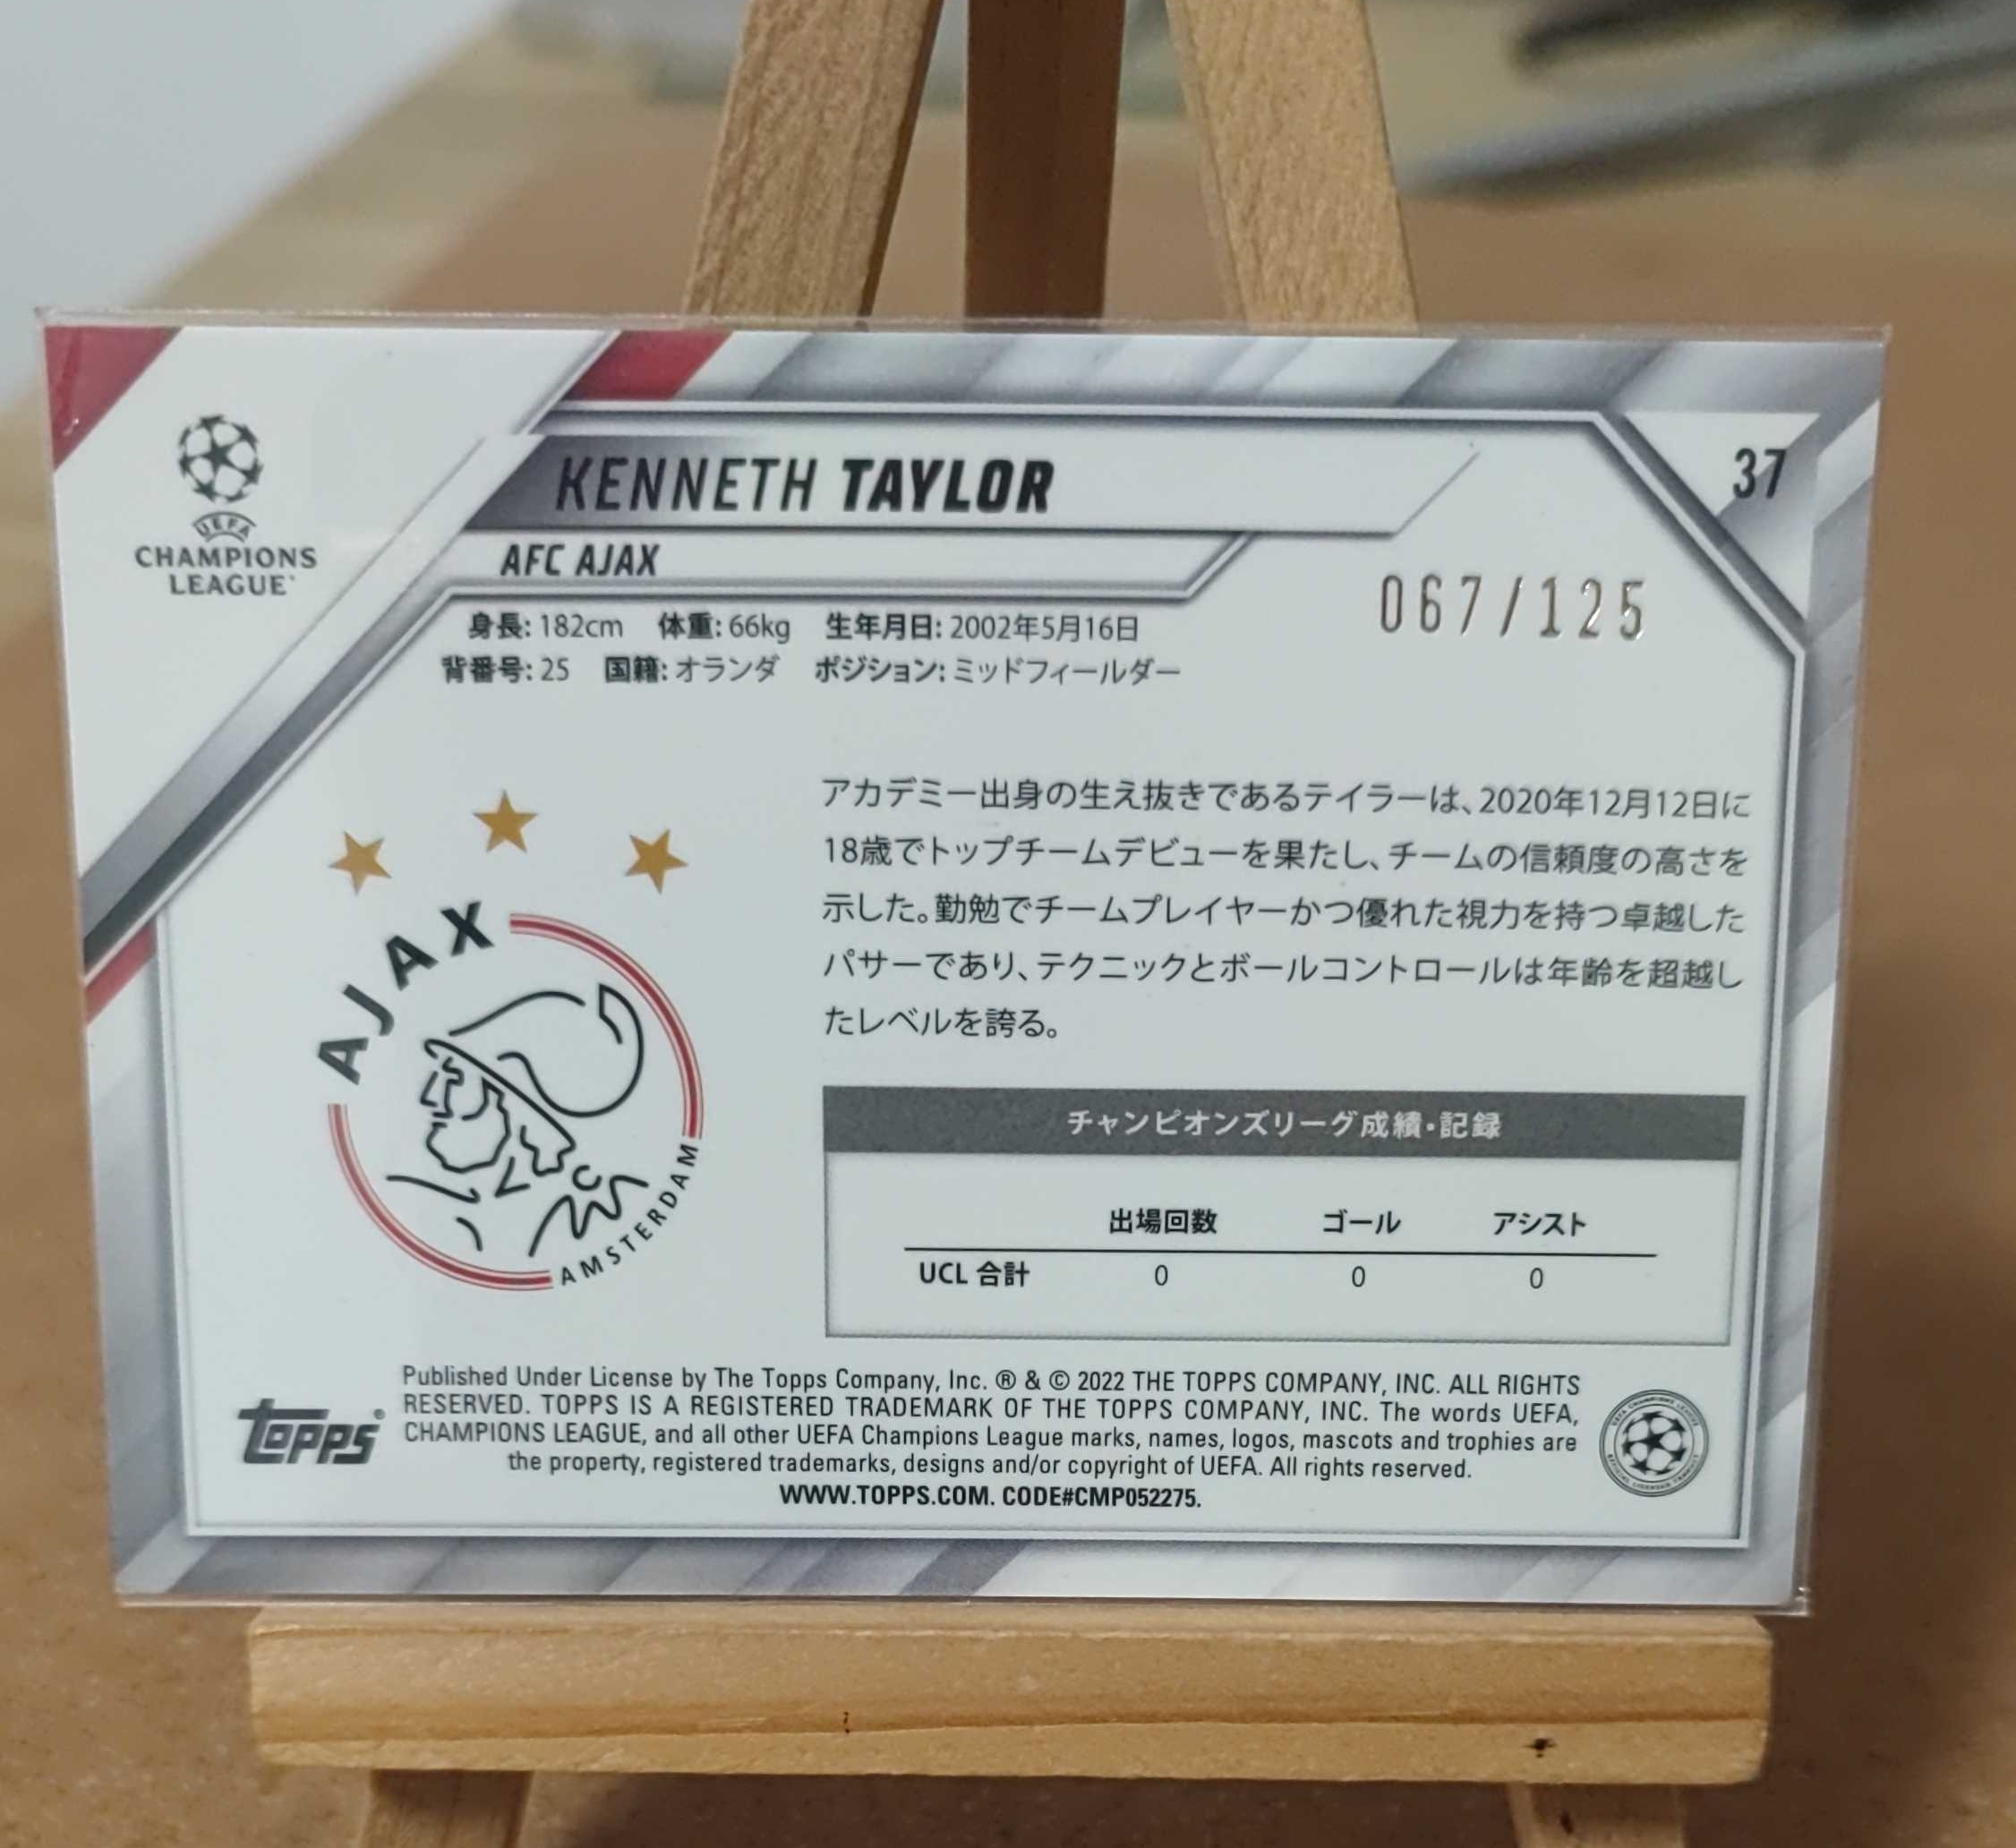 UEFA
CHAMPIONS
LEAGUE
KENNETH TAYLOR
37
AFC AJAX
067/125
身長: 182cm 体重: 66kg 生年月日: 2002年5月16日
背番号: 25 国籍: オランダ ポジション: ミッドフィールダー
アカデミー出身の生え抜きであるテイラーは、2020年12月12日に
18歳でトップチームデビューを果たし、チームの信頼度の高さを
示した。勤勉でチームプレイヤーかつ優れた視力を持つ卓越した
パサーであり、テクニックとボールコントロールは年齢を超越し
たレベルを誇る。
AJAX
AMSTERDAM
チャンピオンズリーグ成績・記録
出場回数 ゴール アシスト
UCL 合計 0 0 0
topps
Published Under License by The Topps Company, Inc. ® & © 2022 THE TOPPS COMPANY, INC. ALL RIGHTS
RESERVED. TOPPS IS A REGISTERED TRADEMARK OF THE TOPPS COMPANY, INC. The words UEFA,
CHAMPIONS LEAGUE, and all other UEFA Champions League marks, names, logos, mascots and trophies are
the property, registered trademarks, designs and/or copyright of UEFA. All rights reserved.
WWW.TOPPS.COM. CODE#CMP052275.